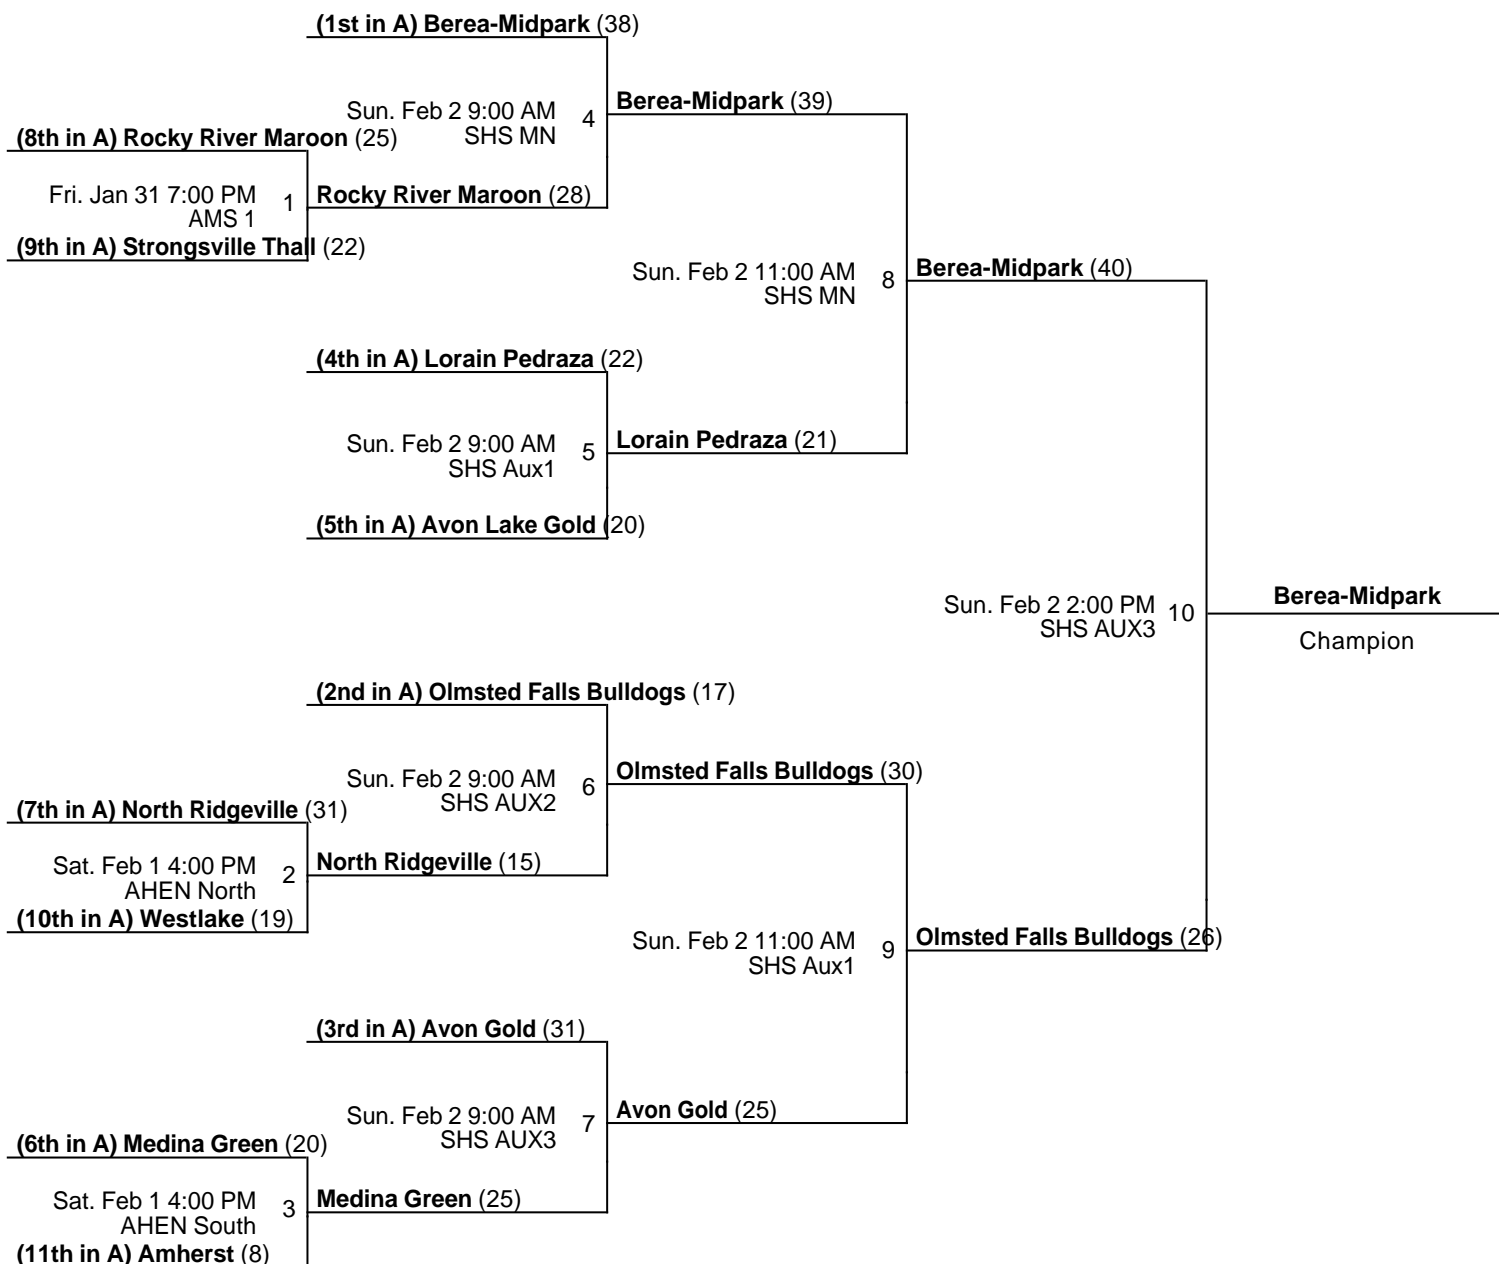 (1st in A) Berea-Midpark (38)
Sun. Feb 2 9:00 AM
SHS MN
4
Berea-Midpark (39)
(8th in A) Rocky River Maroon (25)
Fri. Jan 31 7:00 PM
AMS 1
1
Rocky River Maroon (28)
(9th in A) Strongsville Thall (22)
Sun. Feb 2 11:00 AM
SHS MN
8
Berea-Midpark (40)
(4th in A) Lorain Pedraza (22)
Sun. Feb 2 9:00 AM
SHS Aux1
5
Lorain Pedraza (21)
(5th in A) Avon Lake Gold (20)
Sun. Feb 2 2:00 PM
SHS AUX3
10
Berea-Midpark
Champion
(2nd in A) Olmsted Falls Bulldogs (17)
Sun. Feb 2 9:00 AM
SHS AUX2
6
Olmsted Falls Bulldogs (30)
(7th in A) North Ridgeville (31)
Sat. Feb 1 4:00 PM
AHEN North
2
North Ridgeville (15)
(10th in A) Westlake (19)
Sun. Feb 2 11:00 AM
SHS Aux1
9
Olmsted Falls Bulldogs (26)
(3rd in A) Avon Gold (31)
Sun. Feb 2 9:00 AM
SHS AUX3
7
Avon Gold (25)
(6th in A) Medina Green (20)
Sat. Feb 1 4:00 PM
AHEN South
3
Medina Green (25)
(11th in A) Amherst (8)